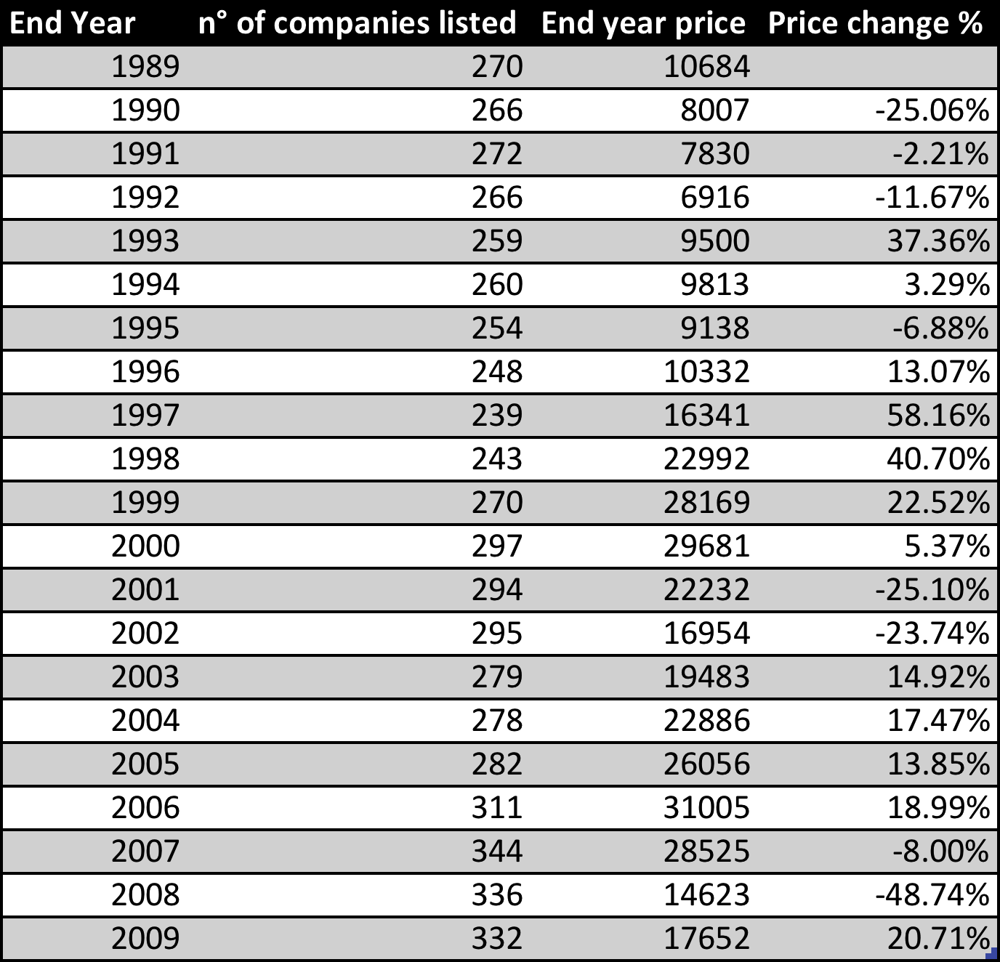 End Year n° of companies listed End year price Price change %
1989 270 10684
1990 266 8007 -25.06%
1991 272 7830 -2.21%
1992 266 6916 -11.67%
1993 259 9500 37.36%
1994 260 9813 3.29%
1995 254 9138 -6.88%
1996 248 10332 13.07%
1997 239 16341 58.16%
1998 243 22992 40.70%
1999 270 28169 22.52%
2000 297 29681 5.37%
2001 294 22232 -25.10%
2002 295 16954 -23.74%
2003 279 19483 14.92%
2004 278 22886 17.47%
2005 282 26056 13.85%
2006 311 31005 18.99%
2007 344 28525 -8.00%
2008 336 14623 -48.74%
2009 332 17652 20.71%